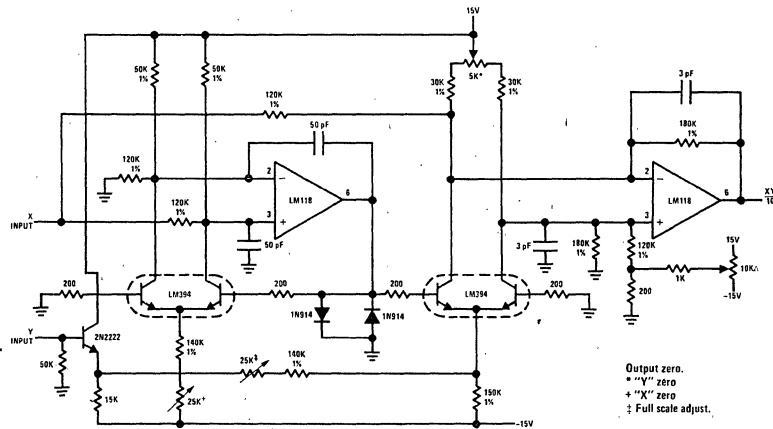 15V
50K
1%
50K
1%
5K*
30K
1%
30K
1%
3 pF
120K
1%
180K
1%
50 pF
120K
1%
2
6
LM118
3
2
6
LM118
3
XY
10
X
INPUT
120K
1%
50 pF
3 pF
180K
1%
120K
1%
15V
10KΔ
1K
200
-15V
200
LM394
200
200
LM394
200
1N914
1N914
Y
INPUT
2N2222
50K
140K
1%
25K‡
140K
1%
15K
25K+
150K
1%
-15V
Output zero.
* "Y" zero
+ "X" zero
‡ Full scale adjust.